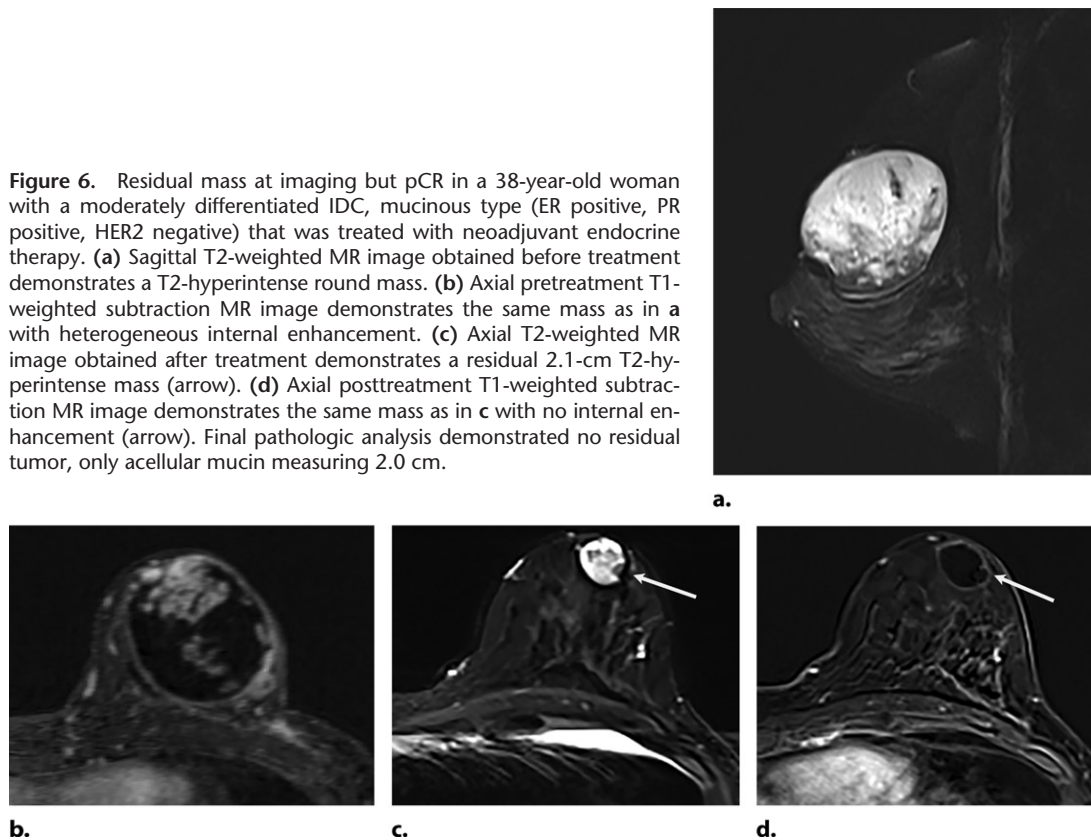 Figure 6. Residual mass at imaging but pCR in a 38-year-old woman
with a moderately differentiated IDC, mucinous type (ER positive, PR
positive, HER2 negative) that was treated with neoadjuvant endocrine
therapy. (a) Sagittal T2-weighted MR image obtained before treatment
demonstrates a T2-hyperintense round mass. (b) Axial pretreatment T1-
weighted subtraction MR image demonstrates the same mass as in a
with heterogeneous internal enhancement. (c) Axial T2-weighted MR
image obtained after treatment demonstrates a residual 2.1-cm T2-hy-
perintense mass (arrow). (d) Axial posttreatment T1-weighted subtrac-
tion MR image demonstrates the same mass as in c with no internal en-
hancement (arrow). Final pathologic analysis demonstrated no residual
tumor, only acellular mucin measuring 2.0 cm.
a.
b.
c.
d.